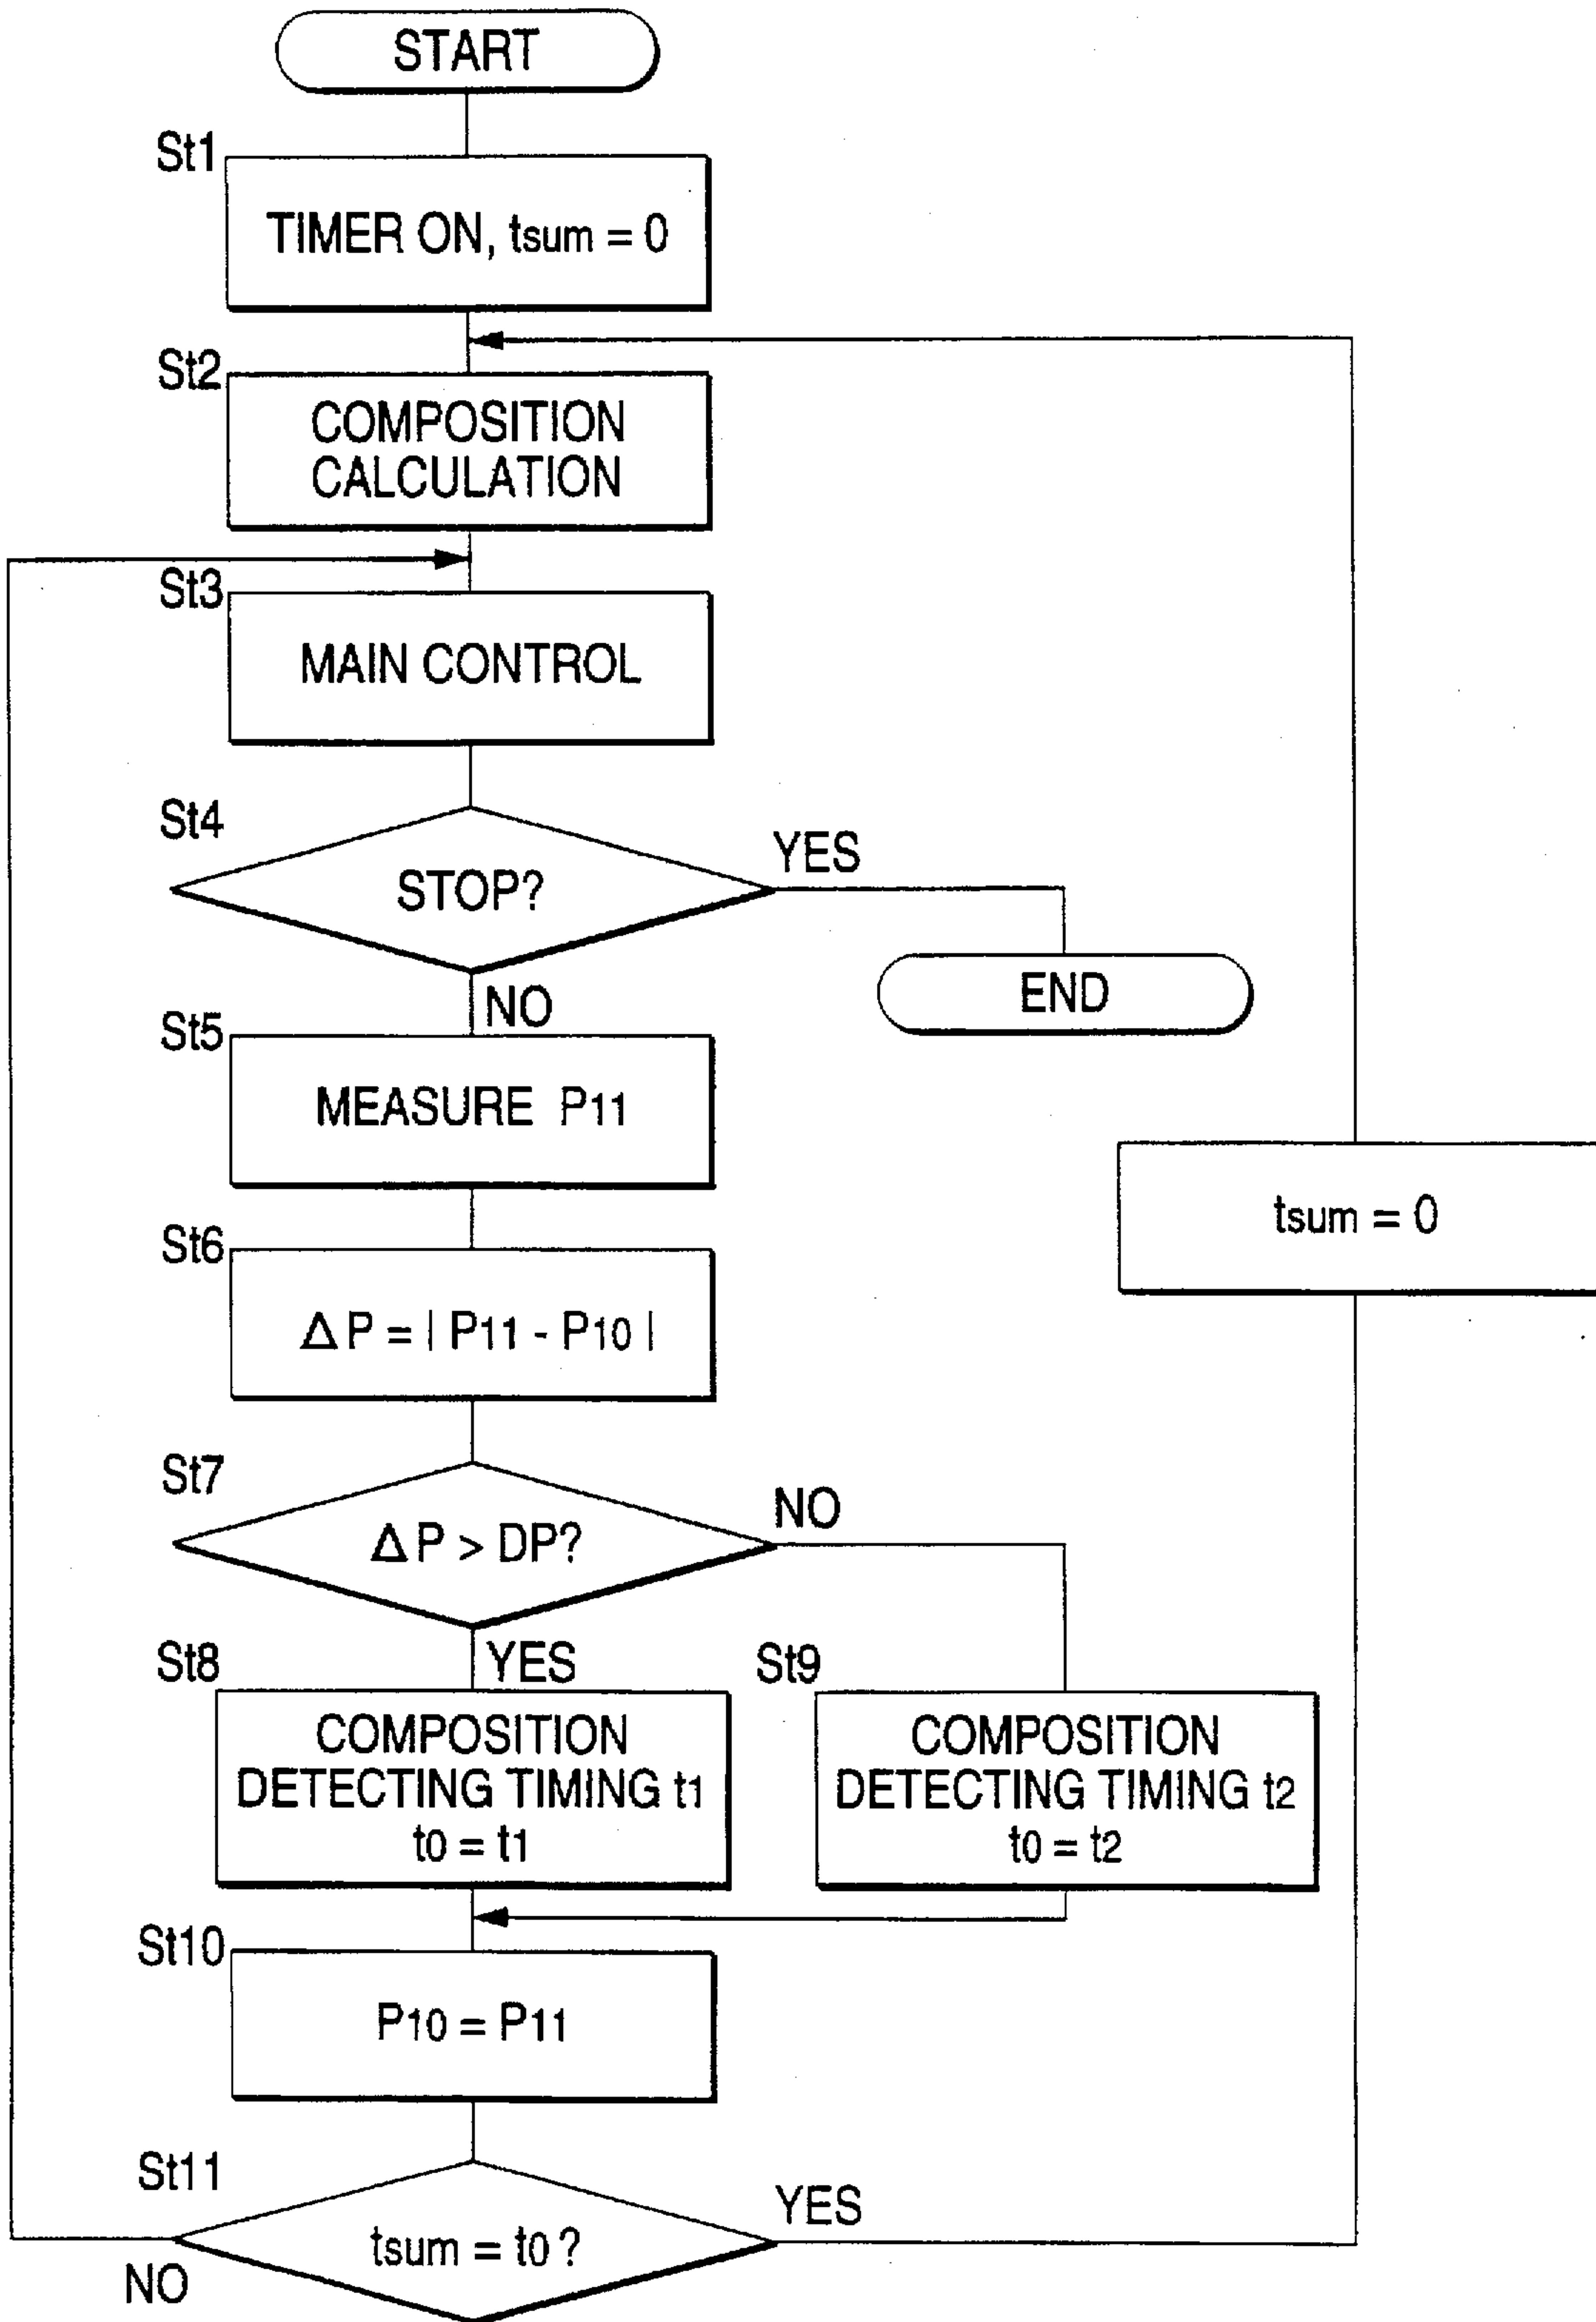 START
St1
TIMER ON, tsum = 0
St2
COMPOSITION
CALCULATION
St3
MAIN CONTROL
St4
STOP?
YES
END
NO
St5
MEASURE P11
tsum = 0
St6
ΔP = | P11 - P10 |
St7
ΔP > DP?
NO
YES
St8
COMPOSITION
DETECTING TIMING t1
t0 = t1
St9
COMPOSITION
DETECTING TIMING t2
t0 = t2
St10
P10 = P11
St11
tsum = t0 ?
YES
NO